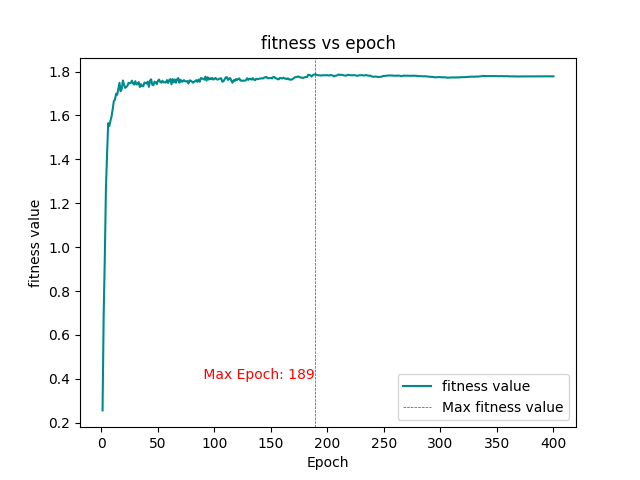 fitness vs epoch
fitness value
1.8
1.6
1.4
1.2
1.0
0.8
0.6
0.4
0.2
Max Epoch: 189
fitness value
Max fitness value
0 50 100 150 200 250 300 350 400
Epoch